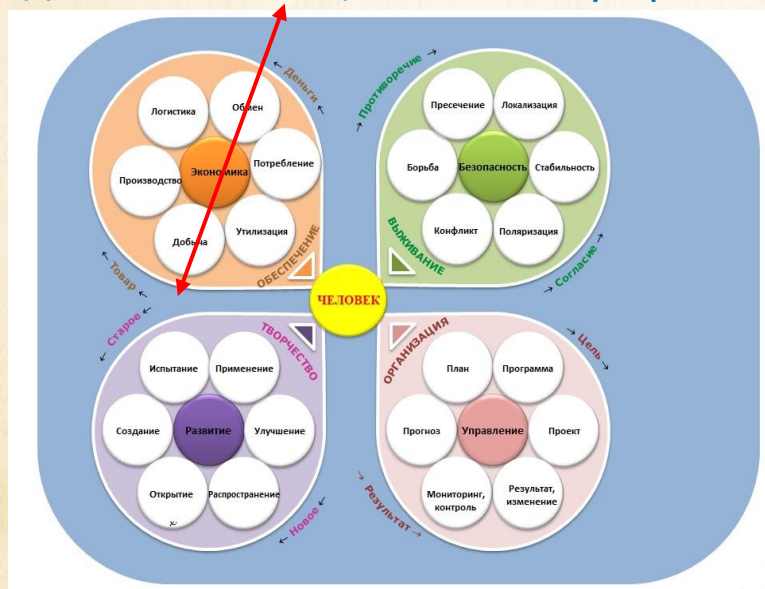 ← Деньги ←
Логистика
Обмен
Производство
Экономика
Потребление
Добыча
Утилизация
ОБЕСПЕЧЕНИЕ
← Товар ←
→ Противоречие →
Пресечение
Локализация
Борьба
Безопасность
Стабильность
Конфликт
Поляризация
ВЫЖИВАНИЕ
→ Согласие →
ЧЕЛОВЕК
← Старое ←
ТВОРЧЕСТВО
Испытание
Применение
Создание
Развитие
Улучшение
Открытие
Распространение
← Новое ←
ОРГАНИЗАЦИЯ
→ Цель →
План
Программа
Прогноз
Управление
Проект
Мониторинг,
контроль
Результат,
изменение
→ Результат →